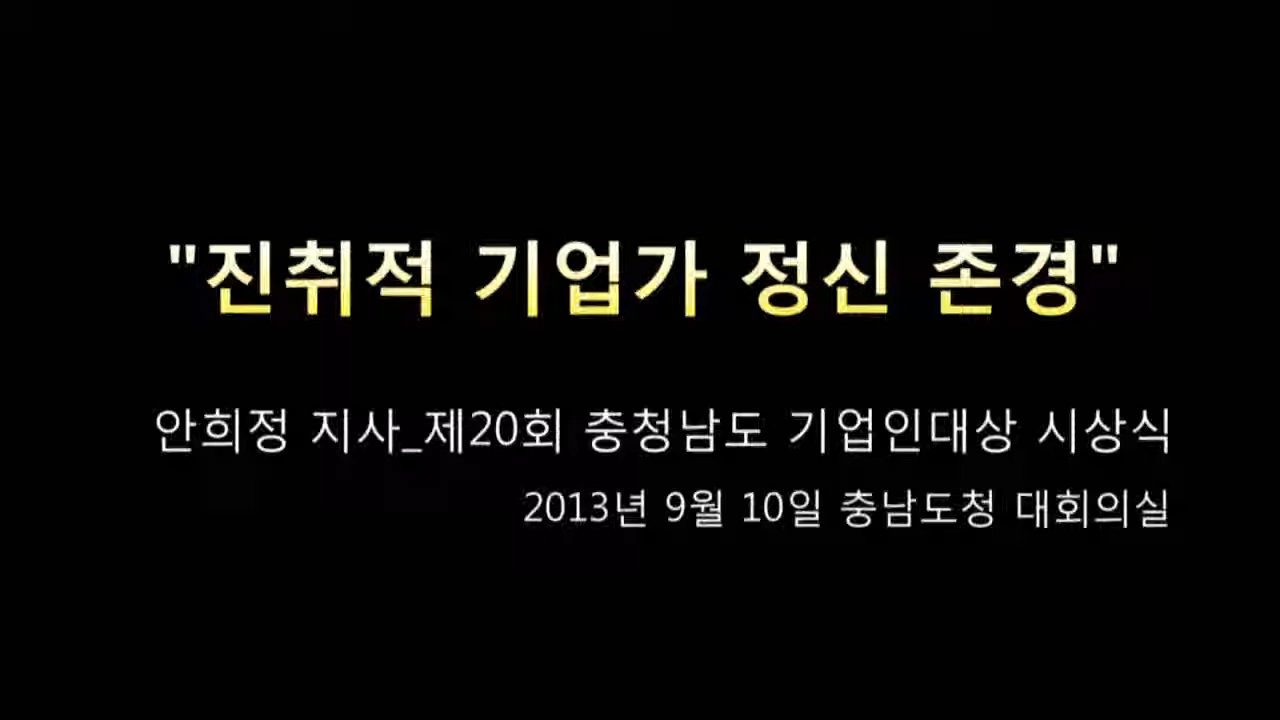 "진취적 기업가 정신 존경"
안희정 지사_제20회 충청남도 기업인대상 시상식
2013년 9월 10일 충남도청 대회의실